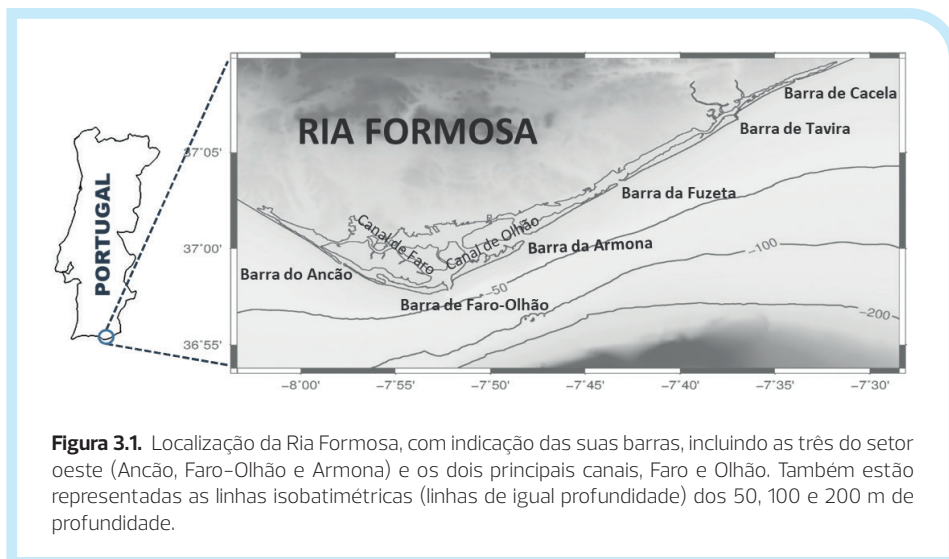 RIA FORMOSA
Barra de Cacela
Barra de Tavira
Barra da Fuzeta
Canal de Faro
Canal de Olhão
Barra da Armona
Barra do Ancão
Barra de Faro-Olhão
PORTUGAL
37°05'
37°00'
36°55'
-50
-100
-200
-8°00'
-7°55'
-7°50'
-7°45'
-7°40'
-7°35'
-7°30'
Figura 3.1. Localização da Ria Formosa, com indicação das suas barras, incluindo as três do setor
oeste (Ancão, Faro-Olhão e Armona) e os dois principais canais, Faro e Olhão. Também estão
representadas as linhas isobatimétricas (linhas de igual profundidade) dos 50, 100 e 200 m de
profundidade.